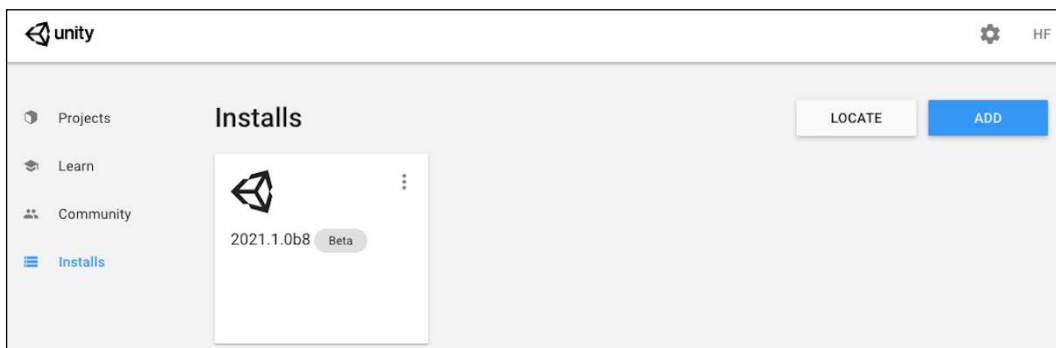 unity
HF
Projects
Installs
LOCATE
ADD
Learn
Community
2021.1.0b8 Beta
Installs